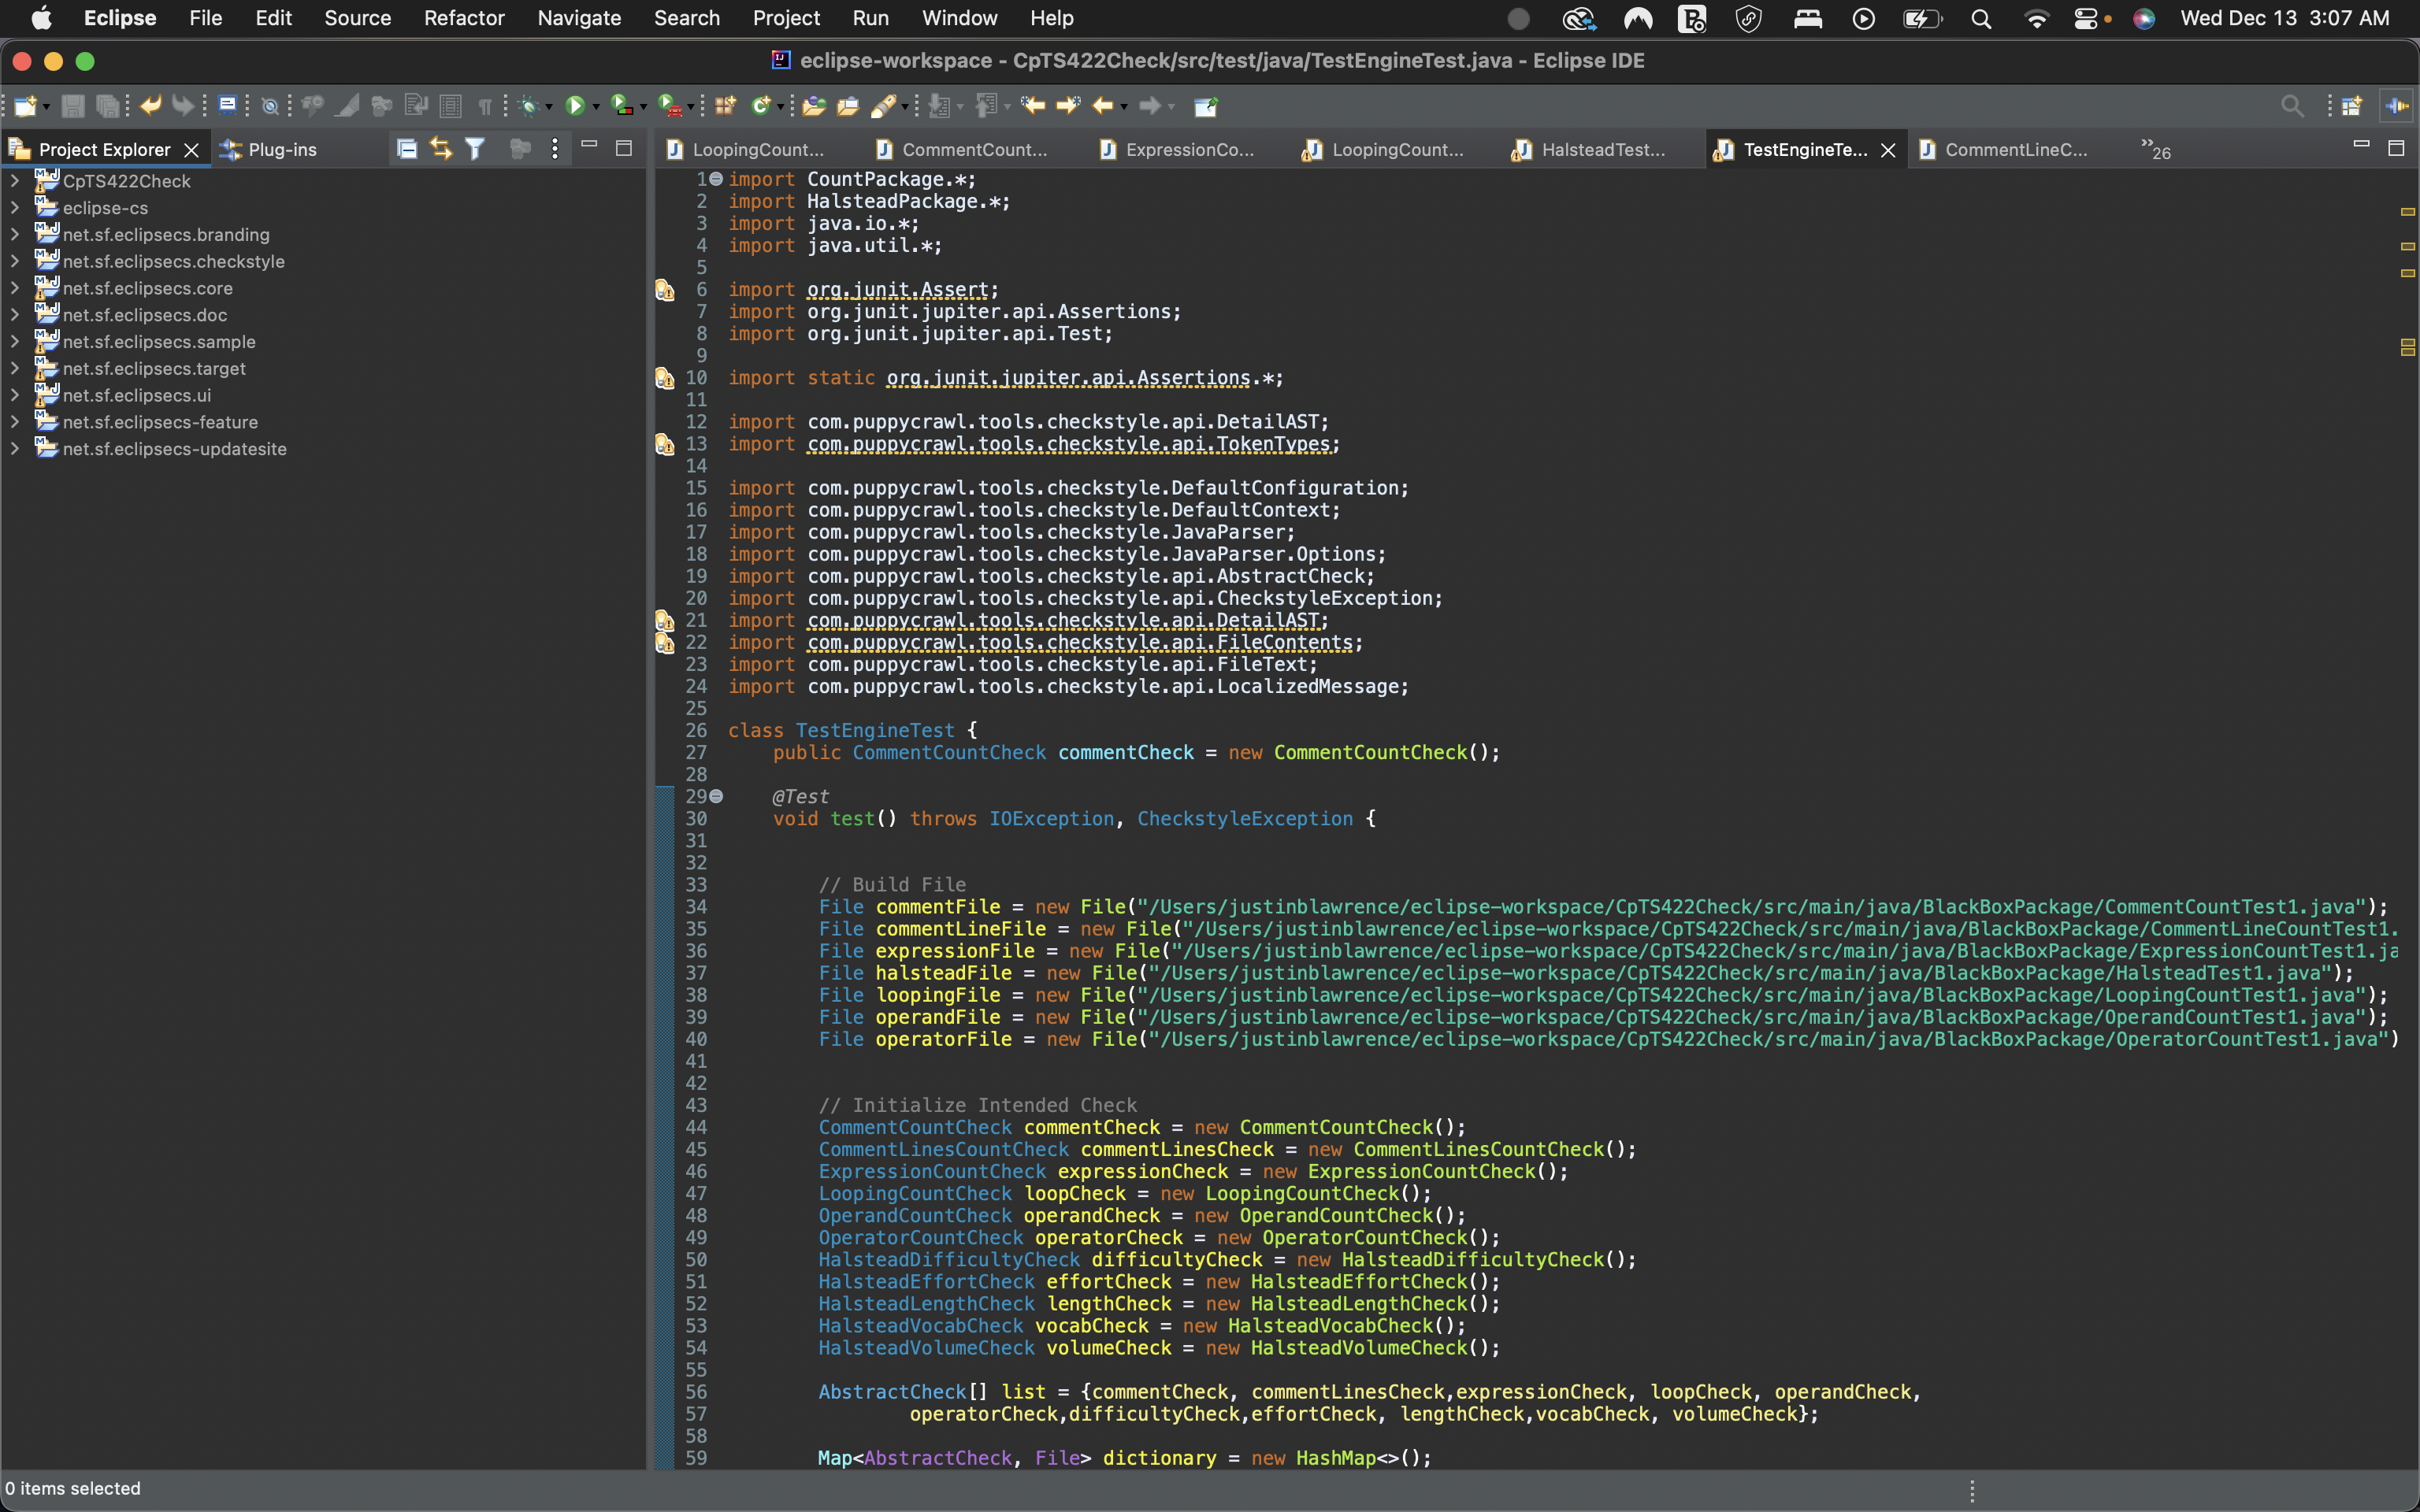 Eclipse File Edit Source Refactor Navigate Search Project Run Window Help Wed Dec 13 3:07 AM
eclipse-workspace - CpTS422Check/src/test/java/TestEngineTest.java - Eclipse IDE
Project Explorer Plug-ins
LoopingCount... CommentCount... ExpressionCo... LoopingCount... HalsteadTest... TestEngineTe... CommentLineC... »26
CpTS422Check
eclipse-cs
net.sf.eclipsecs.branding
net.sf.eclipsecs.checkstyle
net.sf.eclipsecs.core
net.sf.eclipsecs.doc
net.sf.eclipsecs.sample
net.sf.eclipsecs.target
net.sf.eclipsecs.ui
net.sf.eclipsecs-feature
net.sf.eclipsecs-updatesite
1 import CountPackage.*;
2 import HalsteadPackage.*;
3 import java.io.*;
4 import java.util.*;
5
6 import org.junit.Assert;
7 import org.junit.jupiter.api.Assertions;
8 import org.junit.jupiter.api.Test;
9
10 import static org.junit.jupiter.api.Assertions.*;
11
12 import com.puppycrawl.tools.checkstyle.api.DetailAST;
13 import com.puppycrawl.tools.checkstyle.api.TokenTypes;
14
15 import com.puppycrawl.tools.checkstyle.DefaultConfiguration;
16 import com.puppycrawl.tools.checkstyle.DefaultContext;
17 import com.puppycrawl.tools.checkstyle.JavaParser;
18 import com.puppycrawl.tools.checkstyle.JavaParser.Options;
19 import com.puppycrawl.tools.checkstyle.api.AbstractCheck;
20 import com.puppycrawl.tools.checkstyle.api.CheckstyleException;
21 import com.puppycrawl.tools.checkstyle.api.DetailAST;
22 import com.puppycrawl.tools.checkstyle.api.FileContents;
23 import com.puppycrawl.tools.checkstyle.api.FileText;
24 import com.puppycrawl.tools.checkstyle.api.LocalizedMessage;
25
26 class TestEngineTest {
27 public CommentCountCheck commentCheck = new CommentCountCheck();
28
29 @Test
30 void test() throws IOException, CheckstyleException {
31
32
33 // Build File
34 File commentFile = new File("/Users/justinblawrence/eclipse-workspace/CpTS422Check/src/main/java/BlackBoxPackage/CommentCountTest1.java");
35 File commentLineFile = new File("/Users/justinblawrence/eclipse-workspace/CpTS422Check/src/main/java/BlackBoxPackage/CommentLineCountTest1.
36 File expressionFile = new File("/Users/justinblawrence/eclipse-workspace/CpTS422Check/src/main/java/BlackBoxPackage/ExpressionCountTest1.ja
37 File halsteadFile = new File("/Users/justinblawrence/eclipse-workspace/CpTS422Check/src/main/java/BlackBoxPackage/HalsteadTest1.java");
38 File loopingFile = new File("/Users/justinblawrence/eclipse-workspace/CpTS422Check/src/main/java/BlackBoxPackage/LoopingCountTest1.java");
39 File operandFile = new File("/Users/justinblawrence/eclipse-workspace/CpTS422Check/src/main/java/BlackBoxPackage/OperandCountTest1.java");
40 File operatorFile = new File("/Users/justinblawrence/eclipse-workspace/CpTS422Check/src/main/java/BlackBoxPackage/OperatorCountTest1.java")
41
42
43 // Initialize Intended Check
44 CommentCountCheck commentCheck = new CommentCountCheck();
45 CommentLinesCountCheck commentLinesCheck = new CommentLinesCountCheck();
46 ExpressionCountCheck expressionCheck = new ExpressionCountCheck();
47 LoopingCountCheck loopCheck = new LoopingCountCheck();
48 OperandCountCheck operandCheck = new OperandCountCheck();
49 OperatorCountCheck operatorCheck = new OperatorCountCheck();
50 HalsteadDifficultyCheck difficultyCheck = new HalsteadDifficultyCheck();
51 HalsteadEffortCheck effortCheck = new HalsteadEffortCheck();
52 HalsteadLengthCheck lengthCheck = new HalsteadLengthCheck();
53 HalsteadVocabCheck vocabCheck = new HalsteadVocabCheck();
54 HalsteadVolumeCheck volumeCheck = new HalsteadVolumeCheck();
55
56 AbstractCheck[] list = {commentCheck, commentLinesCheck,expressionCheck, loopCheck, operandCheck,
57 operatorCheck,difficultyCheck,effortCheck, lengthCheck,vocabCheck, volumeCheck};
58
59 Map<AbstractCheck, File> dictionary = new HashMap<>();
0 items selected